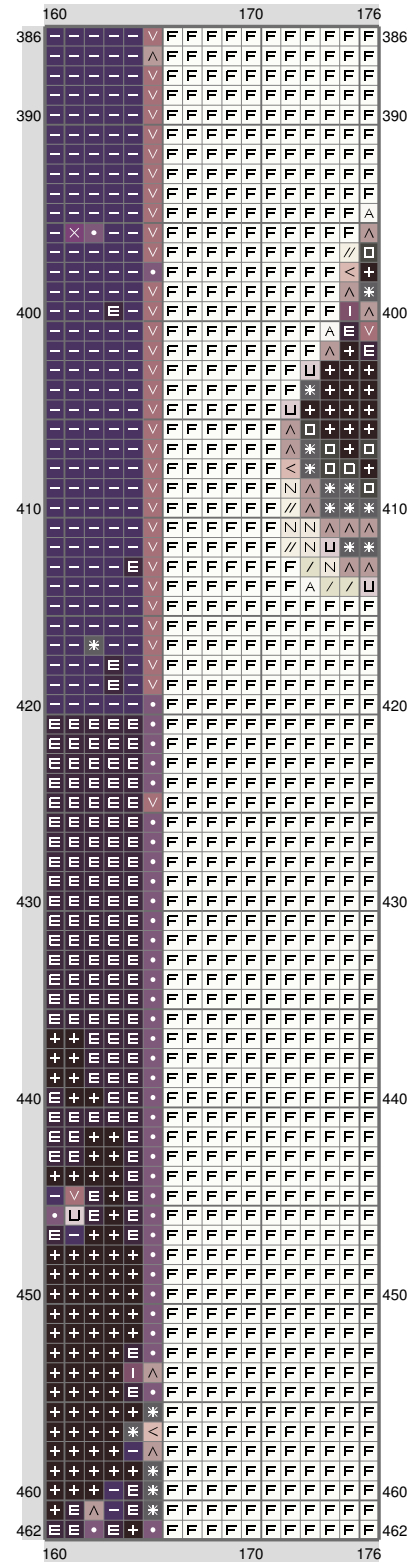 160 170 176
386 − − − − − V F F F F F F F F F F F 386
− − − − − ^ F F F F F F F F F F F
− − − − − V F F F F F F F F F F F
− − − − − V F F F F F F F F F F F
390 − − − − − V F F F F F F F F F F F 390
− − − − − V F F F F F F F F F F F
− − − − − V F F F F F F F F F F F
− − − − − V F F F F F F F F F F F
− − − − − V F F F F F F F F F F F
− − − − − V F F F F F F F F F F A
− × • − − V F F F F F F F F F F ^
− − − − − V F F F F F F F F F // □
− − − − − • F F F F F F F F F < +
− − − − − V F F F F F F F F F ^ *
400 − − − E − V F F F F F F F F F I ^ 400
− − − − − V F F F F F F F F A E V
− − − − − V F F F F F F F F ^ + E
− − − − − V F F F F F F F U + + +
− − − − − V F F F F F F F * + + +
− − − − − V F F F F F F U + + + +
− − − − − V F F F F F F ^ □ + + +
− − − − − V F F F F F F ^ * □ + □
− − − − − V F F F F F F < * □ □ +
− − − − − V F F F F F F N ^ * * □
410 − − − − − V F F F F F F // ^ * * * 410
− − − − − V F F F F F F N N ^ ^ ^
− − − − − V F F F F F F // N U * *
− − − − E V F F F F F F F / N ^ ^
− − − − − V F F F F F F F A / / U
− − − − − V F F F F F F F F F F F
− − − − − V F F F F F F F F F F F
− − * − − V F F F F F F F F F F F
− − − E − V F F F F F F F F F F F
− − − E − V F F F F F F F F F F F
420 − − − − − • F F F F F F F F F F F 420
E E E E E • F F F F F F F F F F F
E E E E E • F F F F F F F F F F F
E E E E E • F F F F F F F F F F F
E E E E E • F F F F F F F F F F F
E E E E E V F F F F F F F F F F F
E E E E E • F F F F F F F F F F F
E E E E E • F F F F F F F F F F F
E E E E E • F F F F F F F F F F F
E E E E E • F F F F F F F F F F F
430 E E E E E • F F F F F F F F F F F 430
E E E E E • F F F F F F F F F F F
E E E E E • F F F F F F F F F F F
E E E E E • F F F F F F F F F F F
E E E E E • F F F F F F F F F F F
E E E E E • F F F F F F F F F F F
E E E E E • F F F F F F F F F F F
+ + E E E • F F F F F F F F F F F
+ + E E E • F F F F F F F F F F F
+ + E E E • F F F F F F F F F F F
440 E + + E E • F F F F F F F F F F F 440
E E E E E • F F F F F F F F F F F
E E + + E • F F F F F F F F F F F
E E + + E • F F F F F F F F F F F
+ + + + E • F F F F F F F F F F F
− V E + E • F F F F F F F F F F F
• U E + E • F F F F F F F F F F F
E − + + E • F F F F F F F F F F F
+ + + + + • F F F F F F F F F F F
+ + + + + • F F F F F F F F F F F
450 + + + + + • F F F F F F F F F F F 450
+ + + + + • F F F F F F F F F F F
+ + + + + • F F F F F F F F F F F
+ + + + E • F F F F F F F F F F F
+ + + + I ^ F F F F F F F F F F F
+ + + + E • F F F F F F F F F F F
+ + + + + * F F F F F F F F F F F
+ + + + * < F F F F F F F F F F F
+ + + + − ^ F F F F F F F F F F F
+ + + + + * F F F F F F F F F F F
460 + + + − E * F F F F F F F F F F F 460
+ E ^ − E * F F F F F F F F F F F
462 E E • E + • F F F F F F F F F F F 462
160 170 176